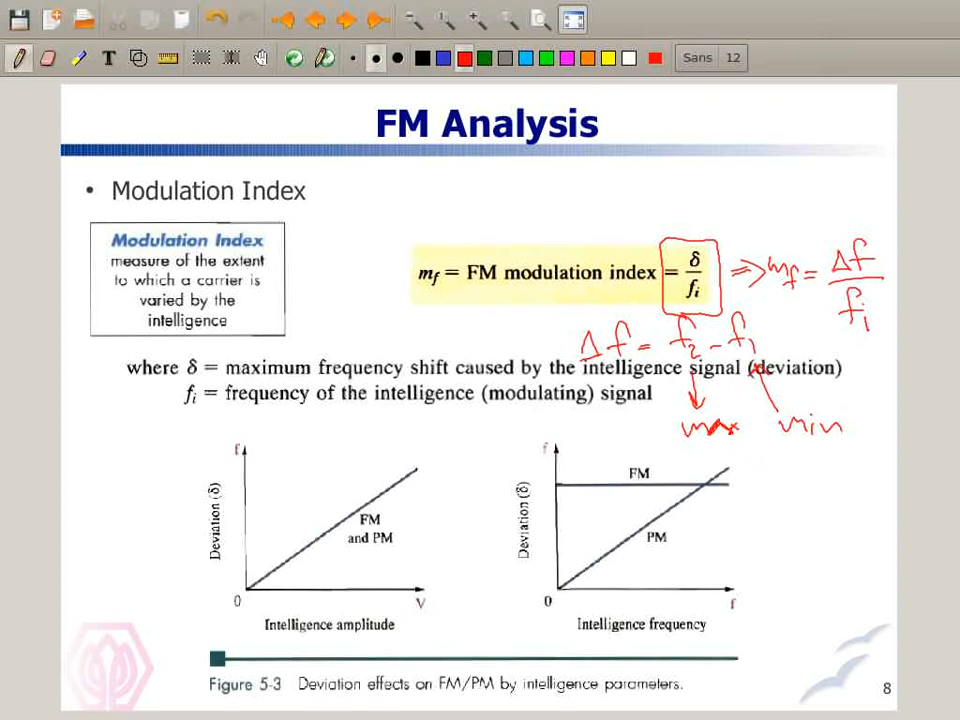 Sans 12
FM Analysis
• Modulation Index
Modulation Index
measure of the extent
to which a carrier is
varied by the
intelligence
m_f = FM modulation index = δ/f_i => m_f = Δf/f_i
Δf = f_2 - f_1
where δ = maximum frequency shift caused by the intelligence signal (deviation)
f_i = frequency of the intelligence (modulating) signal
max min
f
Deviation (δ)
FM
and PM
0
V
Intelligence amplitude
f
Deviation (δ)
FM
PM
0
f
Intelligence frequency
Figure 5-3 Deviation effects on FM/PM by intelligence parameters.
8